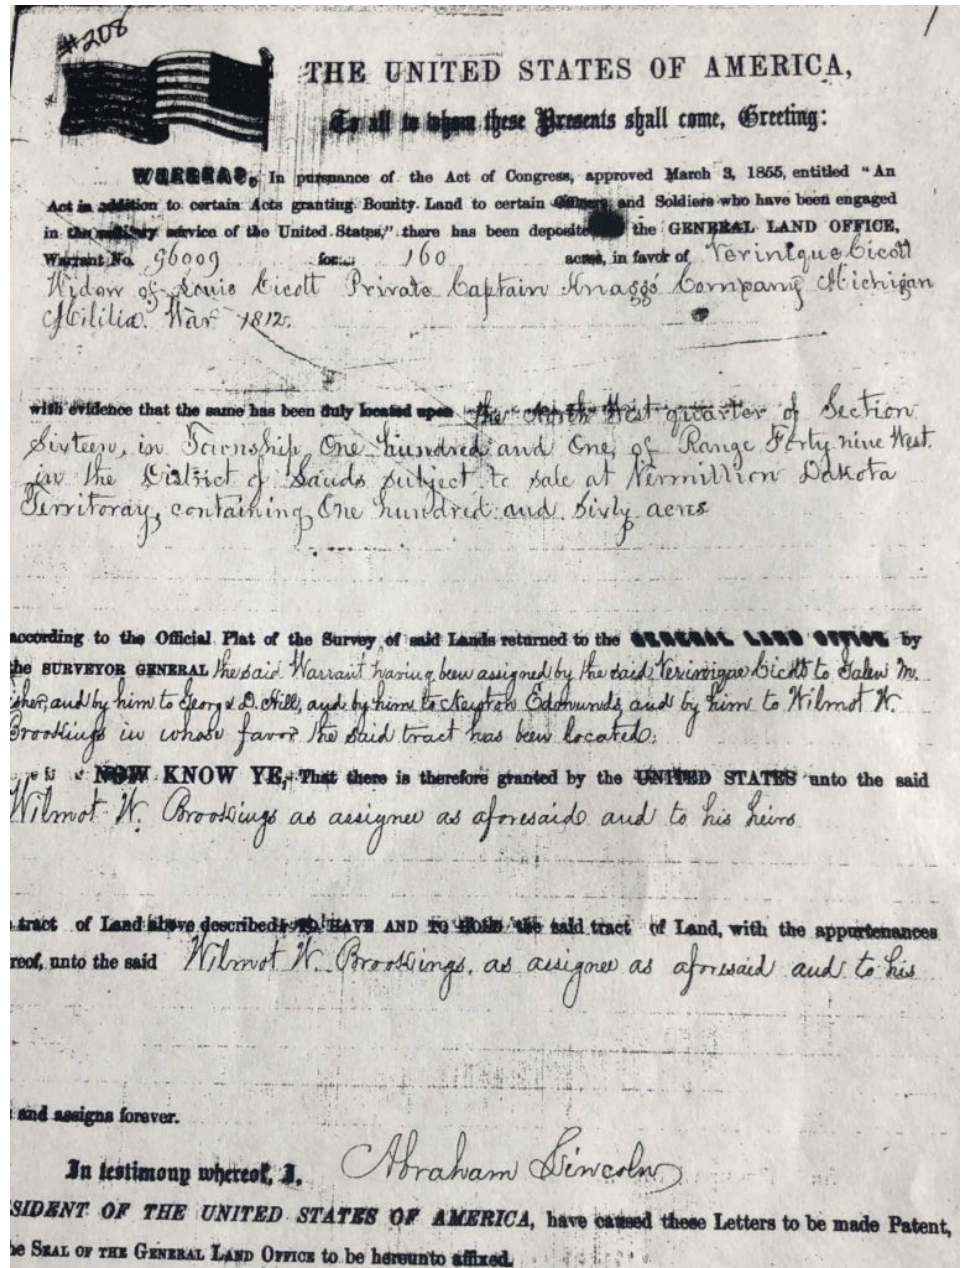 #208
THE UNITED STATES OF AMERICA,
To all to whom these Presents shall come, Greeting:
WHEREAS, In pursuance of the Act of Congress, approved March 3, 1855, entitled "An
Act in addition to certain Acts granting Bounty Land to certain Officers and Soldiers who have been engaged
in the military service of the United States," there has been deposite the GENERAL LAND OFFICE,
Warrant No. 96009 for 160 acres, in favor of Verinique Cicott
Widow of Louis Cicott Private Captain Knaggs Company Michigan
Militia. War 1812.
with evidence that the same has been duly located upon the North West quarter of Section
Sixteen, in Township One hundred and One, of Range Forty nine West.
in the District of Lands subject to sale at Vermillion Dakota
Territoray, containing One hundred and Sixty acres
according to the Official Plat of the Survey of said Lands returned to the GENERAL LAND OFFICE by
he SURVEYOR GENERAL the said Warrant having been assigned by the said Verinique Cicott to Galen M.
sher, and by him to George D. Hill, and by him to Newton Edmunds, and by him to Wilmot W.
Brookings in whose favor the said tract has been located.
NOW KNOW YE, That there is therefore granted by the UNITED STATES unto the said
Wilmot W. Brookings as assignee as aforesaid and to his heirs
tract of Land above described: TO HAVE AND TO HOLD the said tract of Land, with the appurtenances
reof, unto the said Wilmot W. Brookings, as assignee as aforesaid and to his
and assigns forever.
In testimony whereof, I, Abraham Lincoln
SIDENT OF THE UNITED STATES OF AMERICA, have caused these Letters to be made Patent,
he SEAL OF THE GENERAL LAND OFFICE to be hereunto affixed.